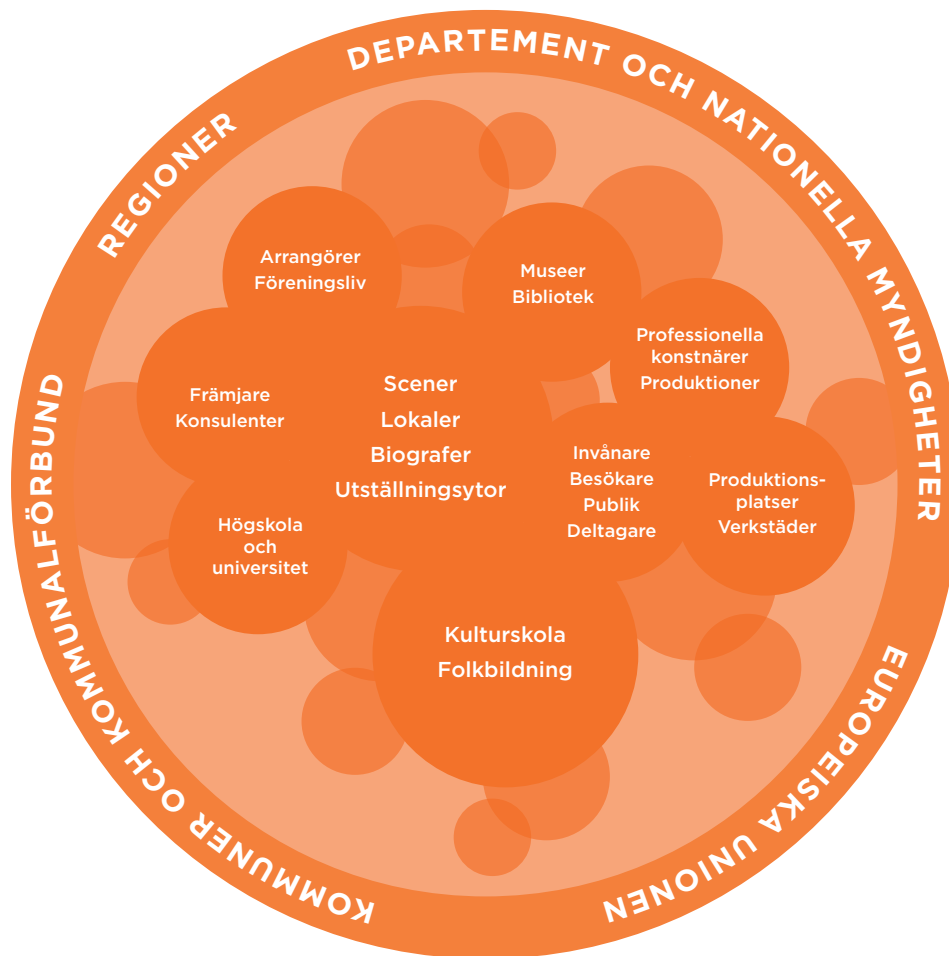 DEPARTEMENT OCH NATIONELLA MYNDIGHETER
REGIONER
KOMMUNER OCH KOMMUNALFÖRBUND
EUROPEISKA UNIONEN
Arrangörer
Föreningsliv
Museer
Bibliotek
Professionella
konstnärer
Produktioner
Främjare
Konsulenter
Scener
Lokaler
Biografer
Utställningsytor
Invånare
Besökare
Publik
Deltagare
Produktions-
platser
Verkstäder
Högskola
och
universitet
Kulturskola
Folkbildning